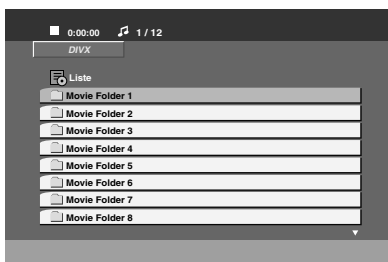 0:00:00 1 / 12
DIVX
Liste
Movie Folder 1
Movie Folder 2
Movie Folder 3
Movie Folder 4
Movie Folder 5
Movie Folder 6
Movie Folder 7
Movie Folder 8